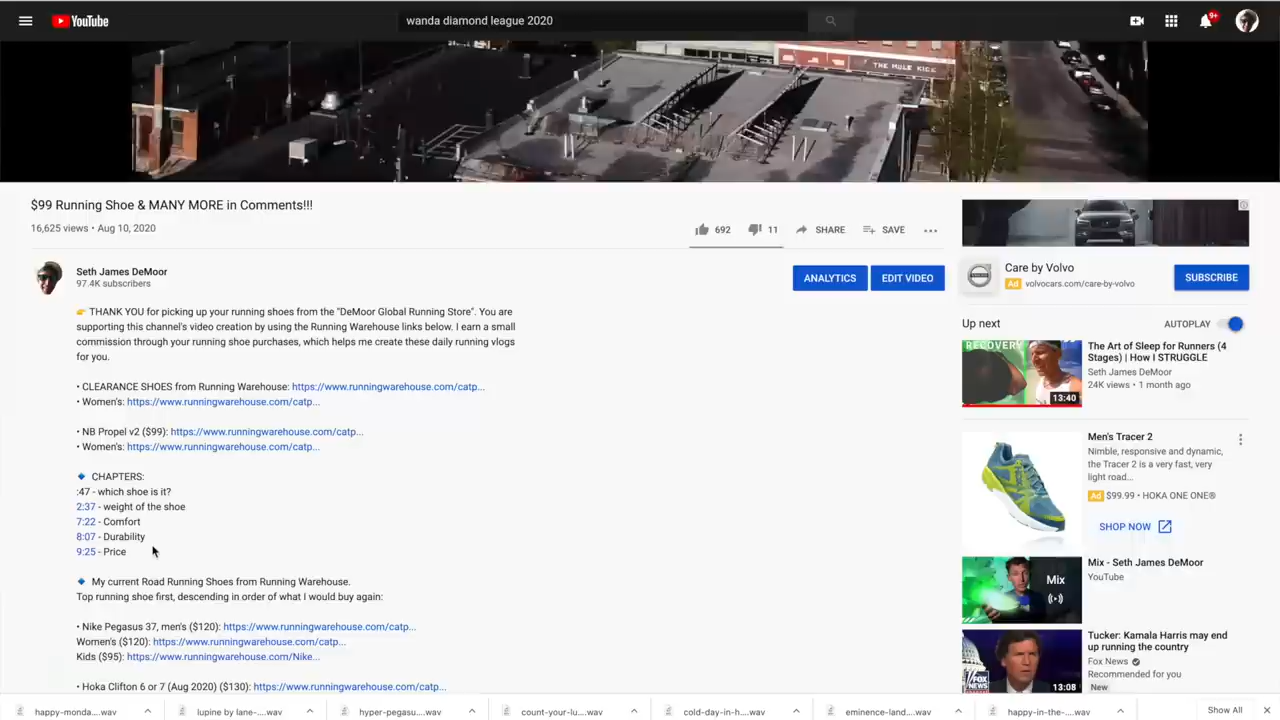 YouTube
wanda diamond league 2020
9+
THE MULE KICK
$99 Running Shoe & MANY MORE in Comments!!!
16,625 views • Aug 10, 2020
692
11
SHARE
SAVE
Seth James DeMoor
97.4K subscribers
ANALYTICS
EDIT VIDEO
👉 THANK YOU for picking up your running shoes from the "DeMoor Global Running Store". You are
supporting this channel's video creation by using the Running Warehouse links below. I earn a small
commission through your running shoe purchases, which helps me create these daily running vlogs
for you.
• CLEARANCE SHOES from Running Warehouse: https://www.runningwarehouse.com/catp...
• Women's: https://www.runningwarehouse.com/catp...
• NB Propel v2 ($99): https://www.runningwarehouse.com/catp...
• Women's: https://www.runningwarehouse.com/catp...
🔹 CHAPTERS:
:47 - which shoe is it?
2:37 - weight of the shoe
7:22 - Comfort
8:07 - Durability
9:25 - Price
🔹 My current Road Running Shoes from Running Warehouse.
Top running shoe first, descending in order of what I would buy again:
• Nike Pegasus 37, men's ($120): https://www.runningwarehouse.com/catp...
Women's ($120): https://www.runningwarehouse.com/catp...
Kids ($95): https://www.runningwarehouse.com/Nike...
• Hoka Clifton 6 or 7 (Aug 2020) ($130): https://www.runningwarehouse.com/catp...
Care by Volvo
Ad volvocars.com/care-by-volvo
SUBSCRIBE
Up next
AUTOPLAY
RECOVERY
13:40
The Art of Sleep for Runners (4
Stages) | How I STRUGGLE
Seth James DeMoor
24K views • 1 month ago
Men's Tracer 2
Nimble, responsive and dynamic,
the Tracer 2 is a very fast, very
light road...
Ad $99.99 • HOKA ONE ONE®
SHOP NOW
Mix
Mix - Seth James DeMoor
YouTube
FOX
NEWS
13:08
Tucker: Kamala Harris may end
up running the country
Fox News
Recommended for you
New
happy-monda....wav
lupine by lane-....wav
hyper-pegasu....wav
count-your-lu....wav
cold-day-in-h....wav
eminence-land....wav
happy-in-the-....wav
Show All